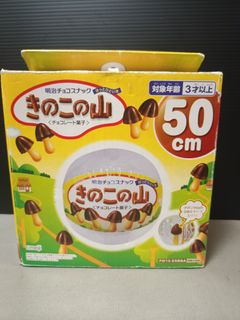 明治チョコスナック
きのこの山
<チョコレート菓子>
対象年齢 3才以上
50
cm
明治チョコスナック
きのこの山
<チョコレート菓子>